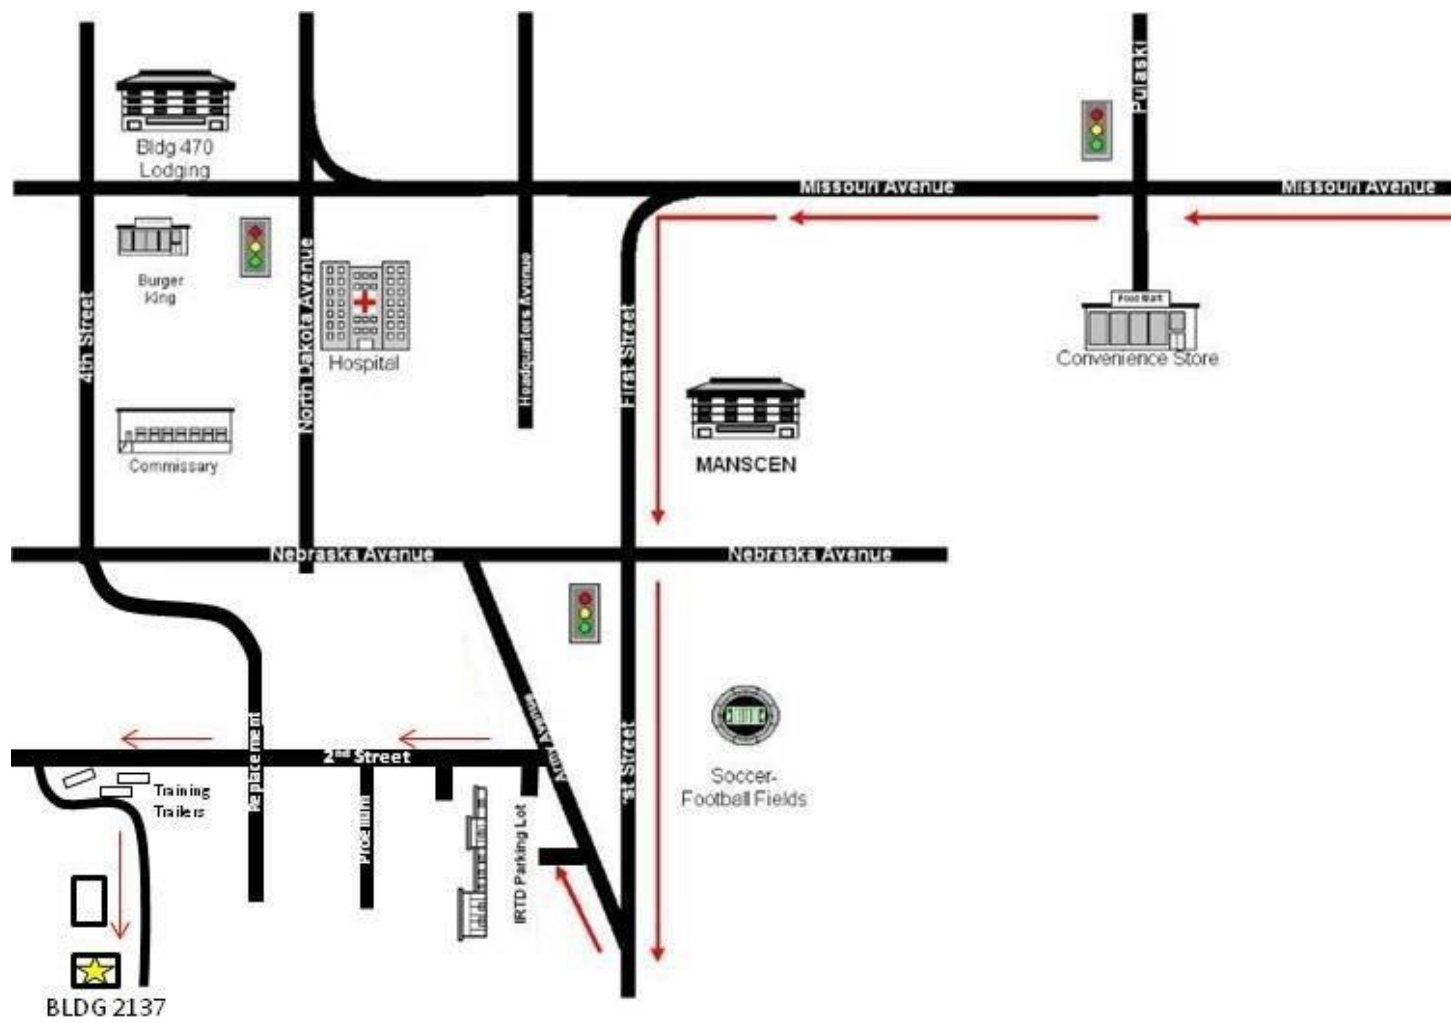 Pulaski
Bldg 470
Lodging
Missouri Avenue
Missouri Avenue
Burger
King
4th Street
North Dakota Avenue
Hospital
Headquarters Avenue
First Street
Food Mart
Convenience Store
Commissary
MANSCEN
Nebraska Avenue
Nebraska Avenue
Army Avenue
2nd Street
Replacement
Street
Soccer-
Football Fields
Training
Trailers
IRTD Parking Lot
BLDG 2137